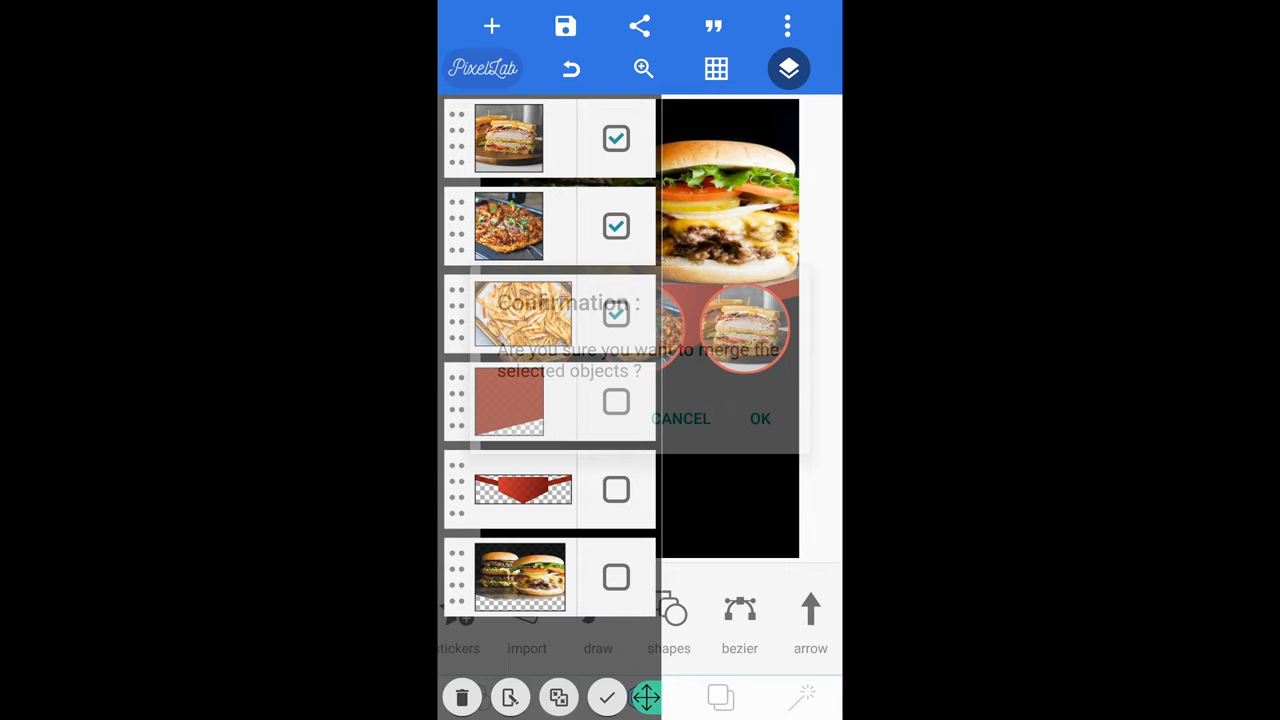 PixelLab
Confirmation :
Are you sure you want to merge the
selected objects ?
CANCEL OK
stickers import draw shapes bezier arrow